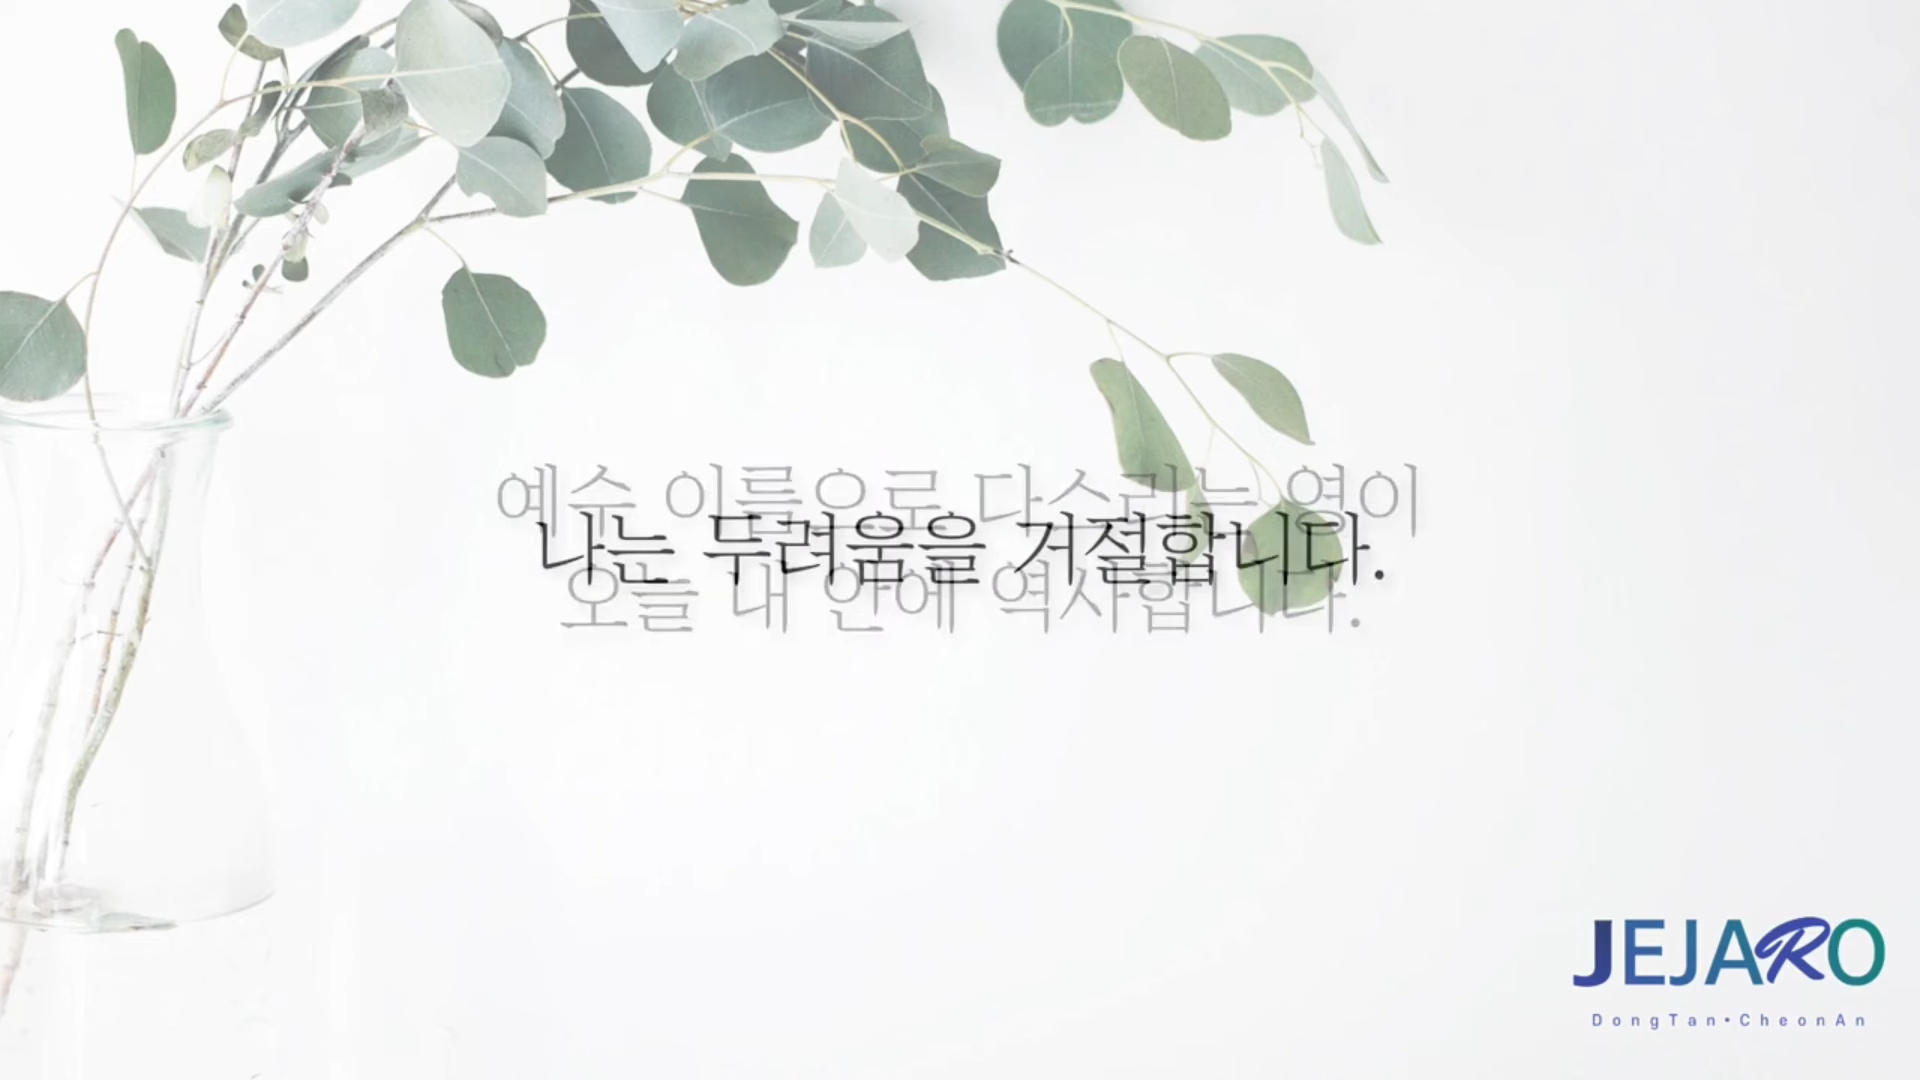 예수 이름으로 다스리는 영이
나는 두려움을 거절합니다.
오늘 내 안에 역사합니다.
JEJARO
DongTan•CheonAn